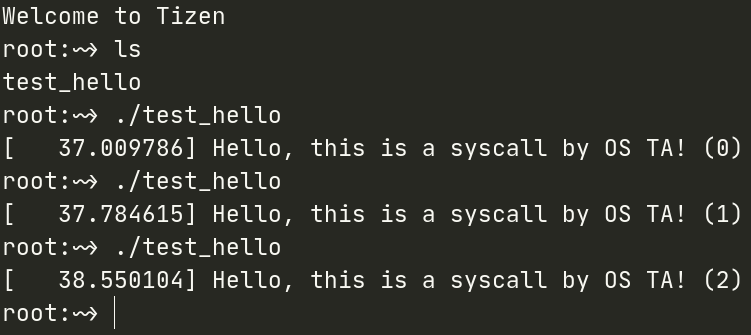 Welcome to Tizen
root:~> ls
test_hello
root:~> ./test_hello
[   37.009786] Hello, this is a syscall by OS TA! (0)
root:~> ./test_hello
[   37.784615] Hello, this is a syscall by OS TA! (1)
root:~> ./test_hello
[   38.550104] Hello, this is a syscall by OS TA! (2)
root:~>